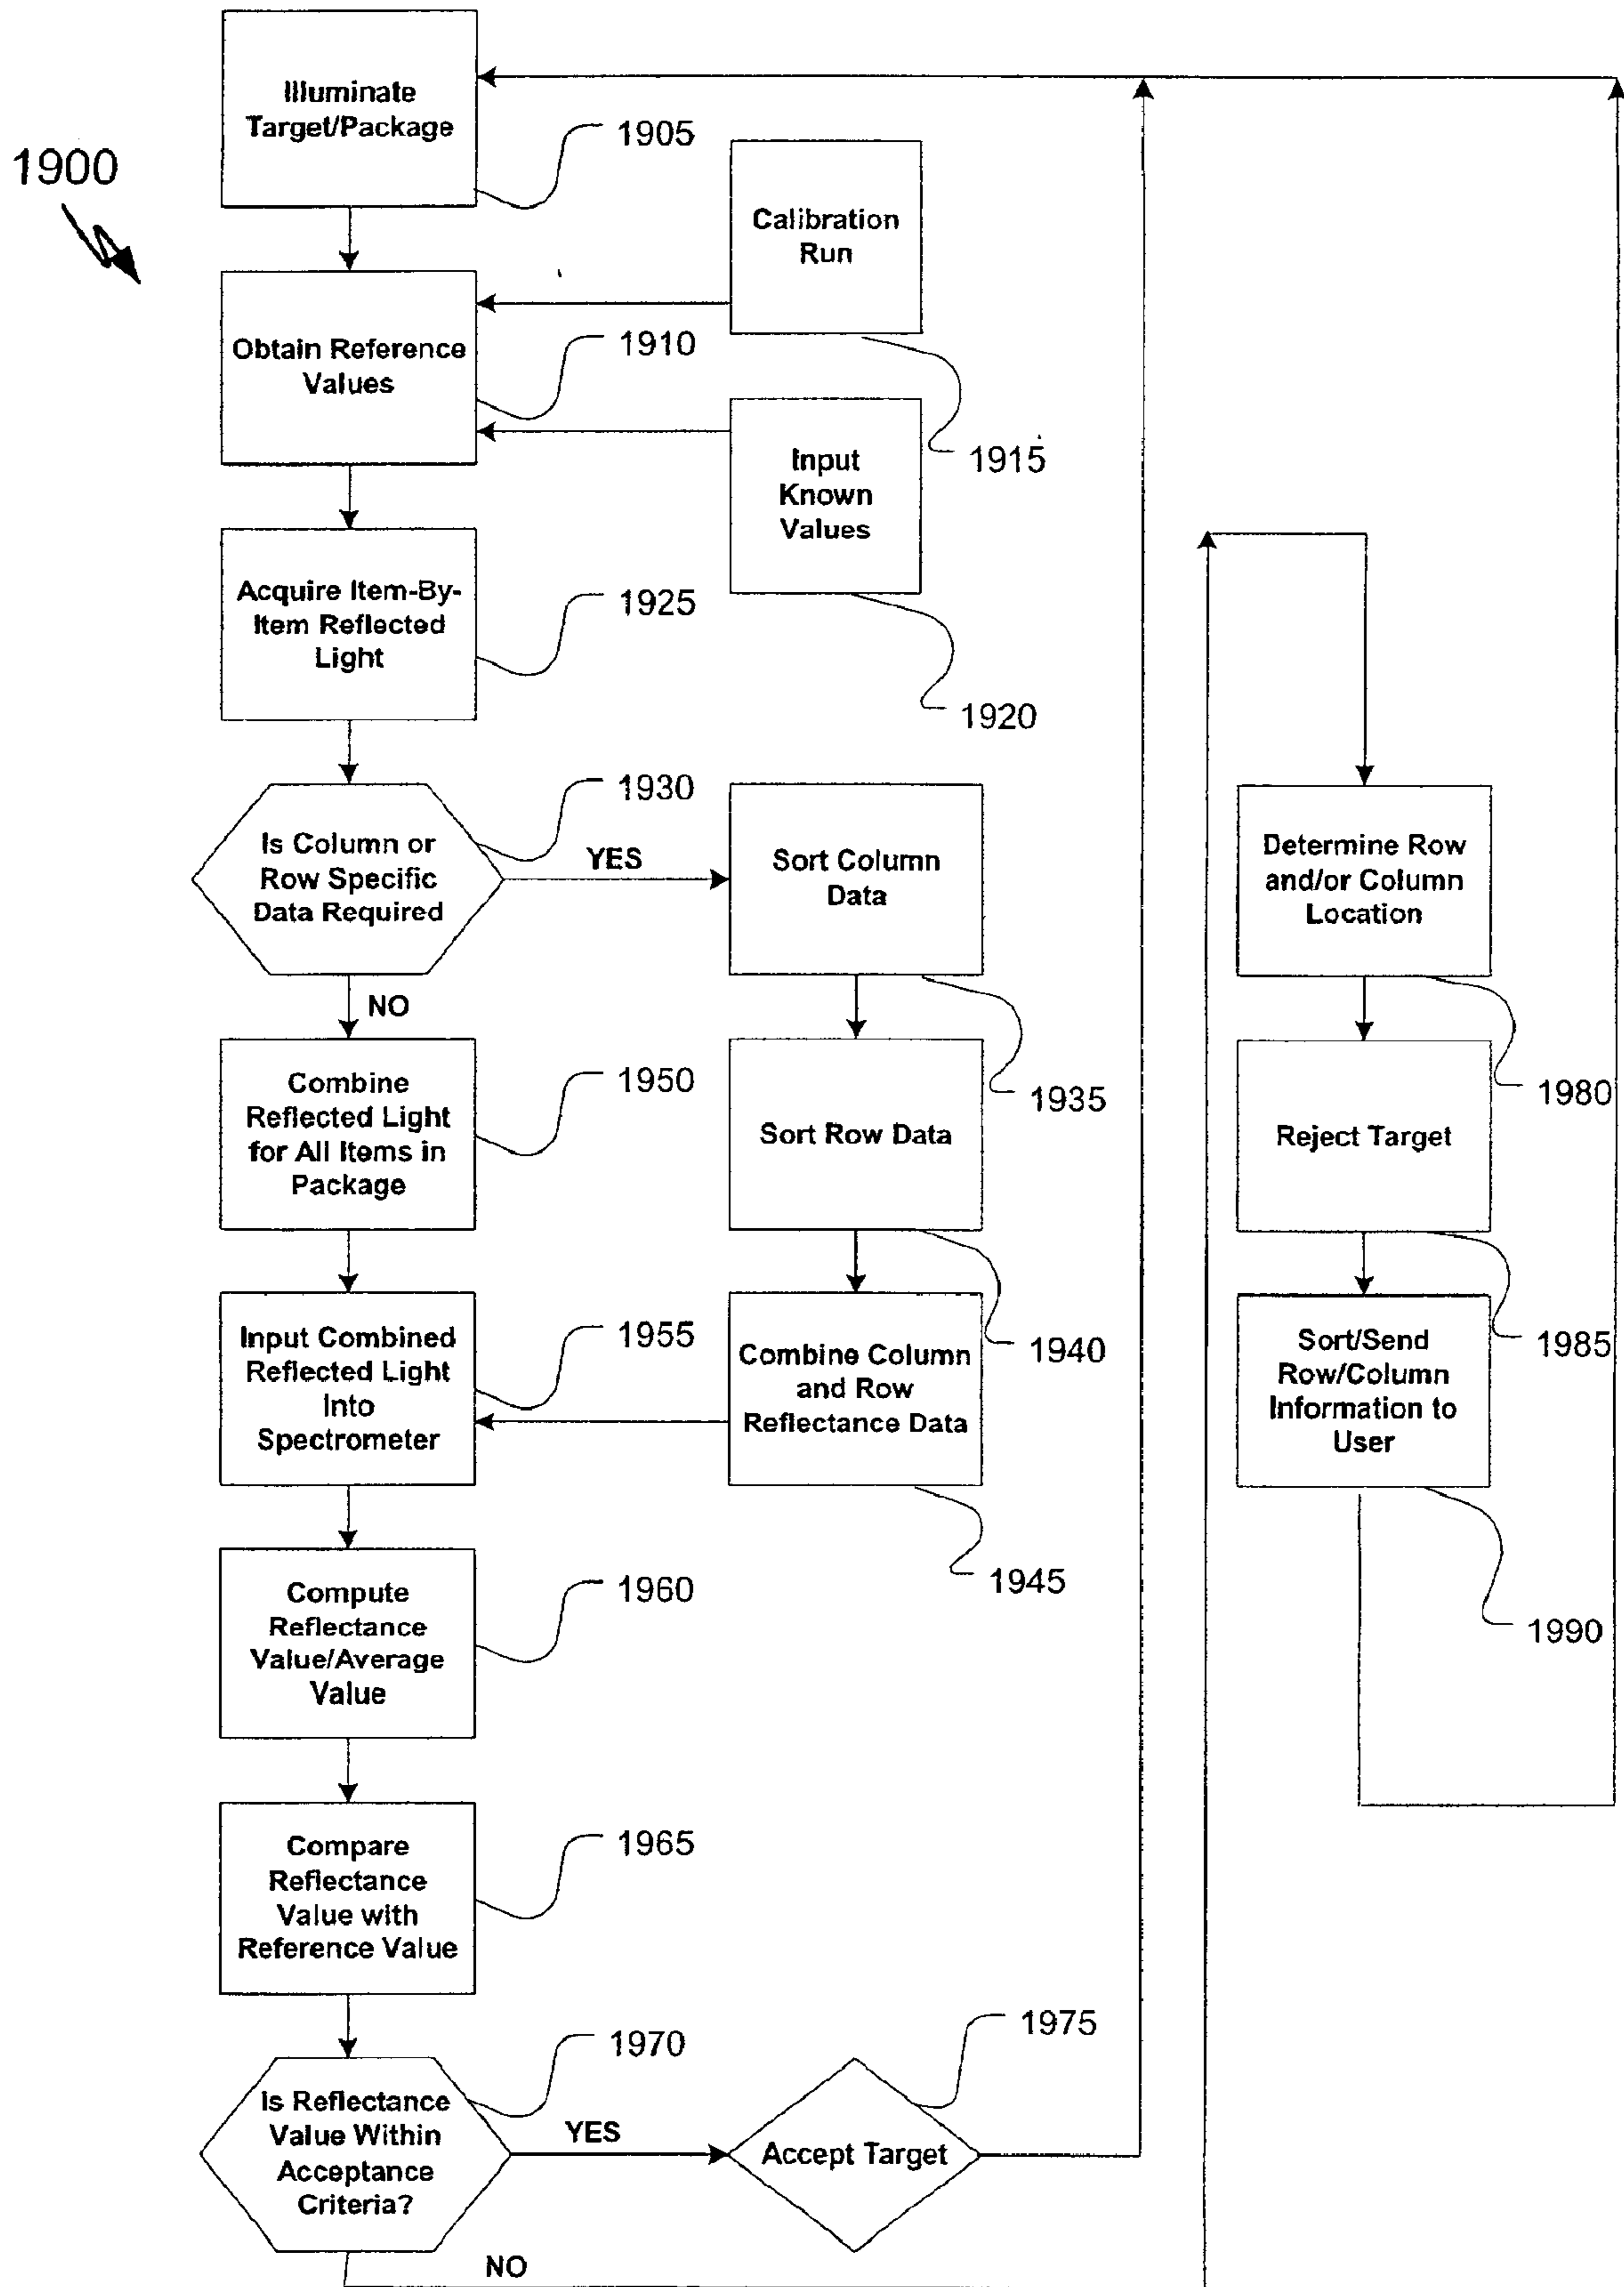 1900
Illuminate
Target/Package
1905
Calibration
Run
1915
Obtain Reference
Values
1910
Input
Known
Values
1920
Acquire Item-By-
Item Reflected
Light
1925
Is Column or
Row Specific
Data Required
1930
YES
NO
Sort Column
Data
1935
Sort Row Data
1940
Combine Column
and Row
Reflectance Data
1945
Combine
Reflected Light
for All Items in
Package
1950
Input Combined
Reflected Light
Into
Spectrometer
1955
Compute
Reflectance
Value/Average
Value
1960
Compare
Reflectance
Value with
Reference Value
1965
Is Reflectance
Value Within
Acceptance
Criteria?
1970
YES
NO
Accept Target
1975
Determine Row
and/or Column
Location
1980
Reject Target
1985
Sort/Send
Row/Column
Information to
User
1990